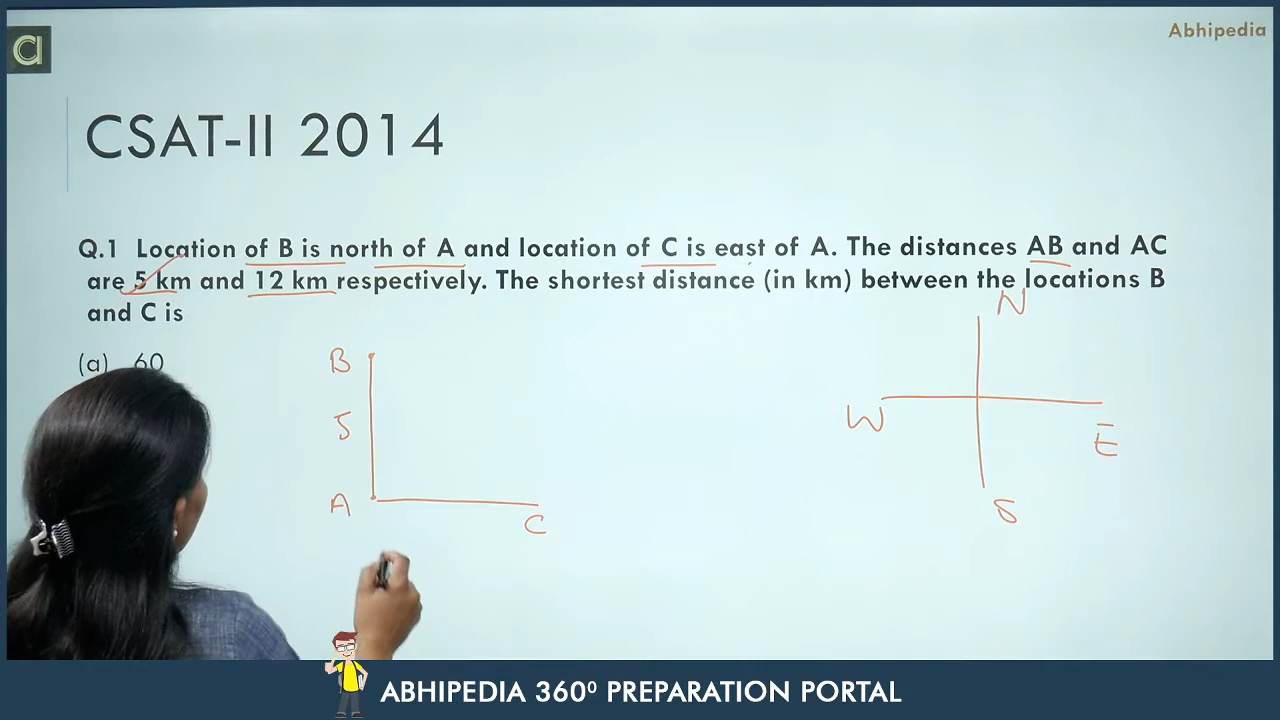 a
Abhipedia
CSAT-II 2014
Q.1 Location of B is north of A and location of C is east of A. The distances AB and AC
are 5 km and 12 km respectively. The shortest distance (in km) between the locations B
and C is
(a) 60
N
B
W
E
5
A
C
S
ABHIPEDIA 360⁰ PREPARATION PORTAL